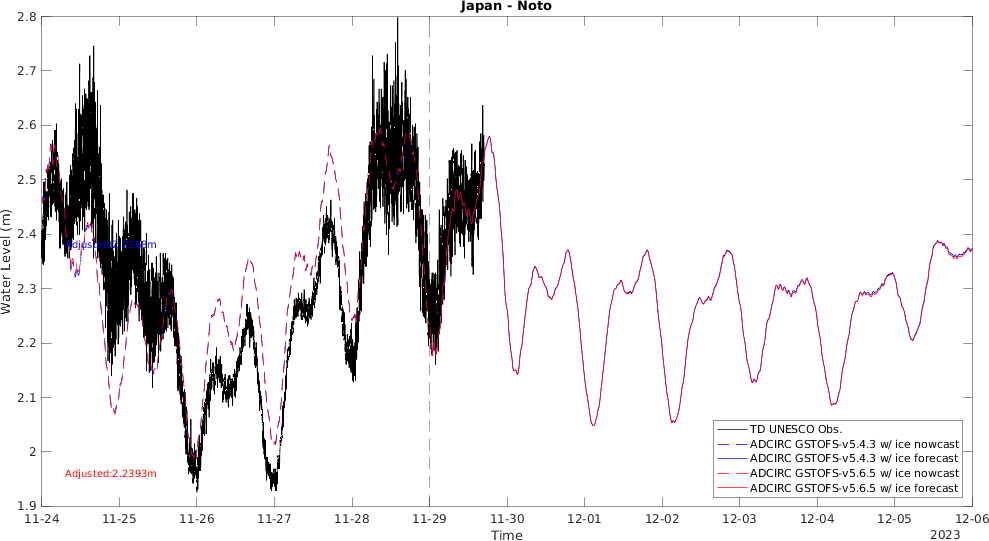 Japan - Noto
Water Level (m)
2.8
2.7
2.6
2.5
2.4
2.3
2.2
2.1
2
1.9
Adjusted:2.2393m
TD UNESCO Obs.
ADCIRC GSTOFS-v5.4.3 w/ ice nowcast
ADCIRC GSTOFS-v5.4.3 w/ ice forecast
ADCIRC GSTOFS-v5.6.5 w/ ice nowcast
ADCIRC GSTOFS-v5.6.5 w/ ice forecast
11-24 11-25 11-26 11-27 11-28 11-29 11-30 12-01 12-02 12-03 12-04 12-05 12-06
Time
2023